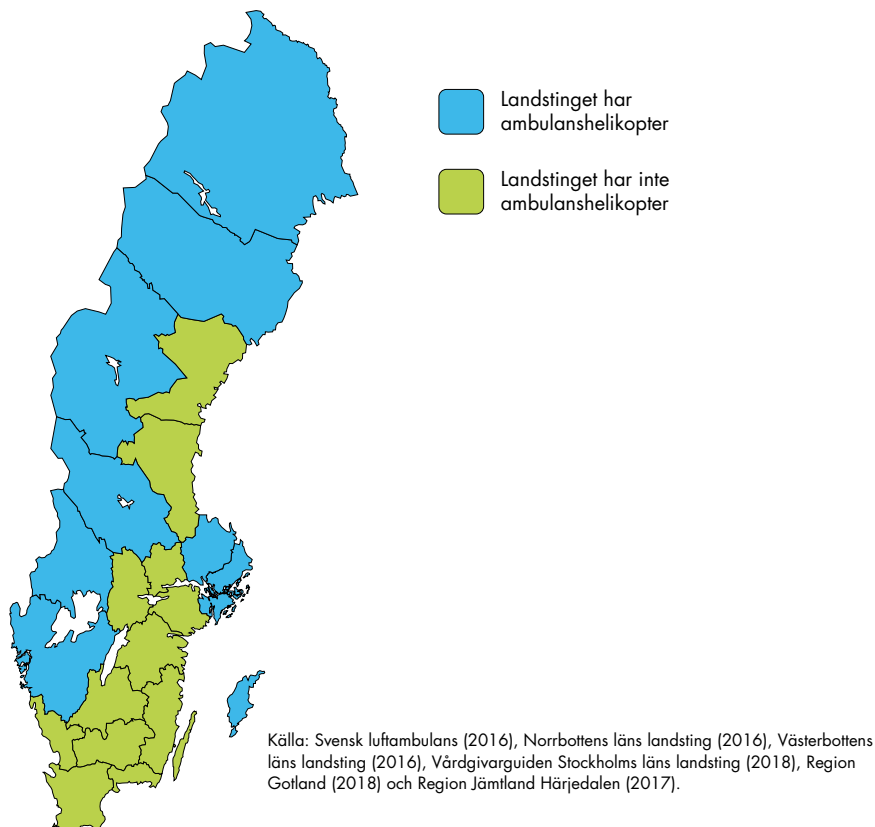 Landstinget har
ambulanshelikopter
Landstinget har inte
ambulanshelikopter
Källa: Svensk luftambulans (2016), Norrbottens läns landsting (2016), Västerbottens
läns landsting (2016), Vårdgivarguiden Stockholms läns landsting (2018), Region
Gotland (2018) och Region Jämtland Härjedalen (2017).